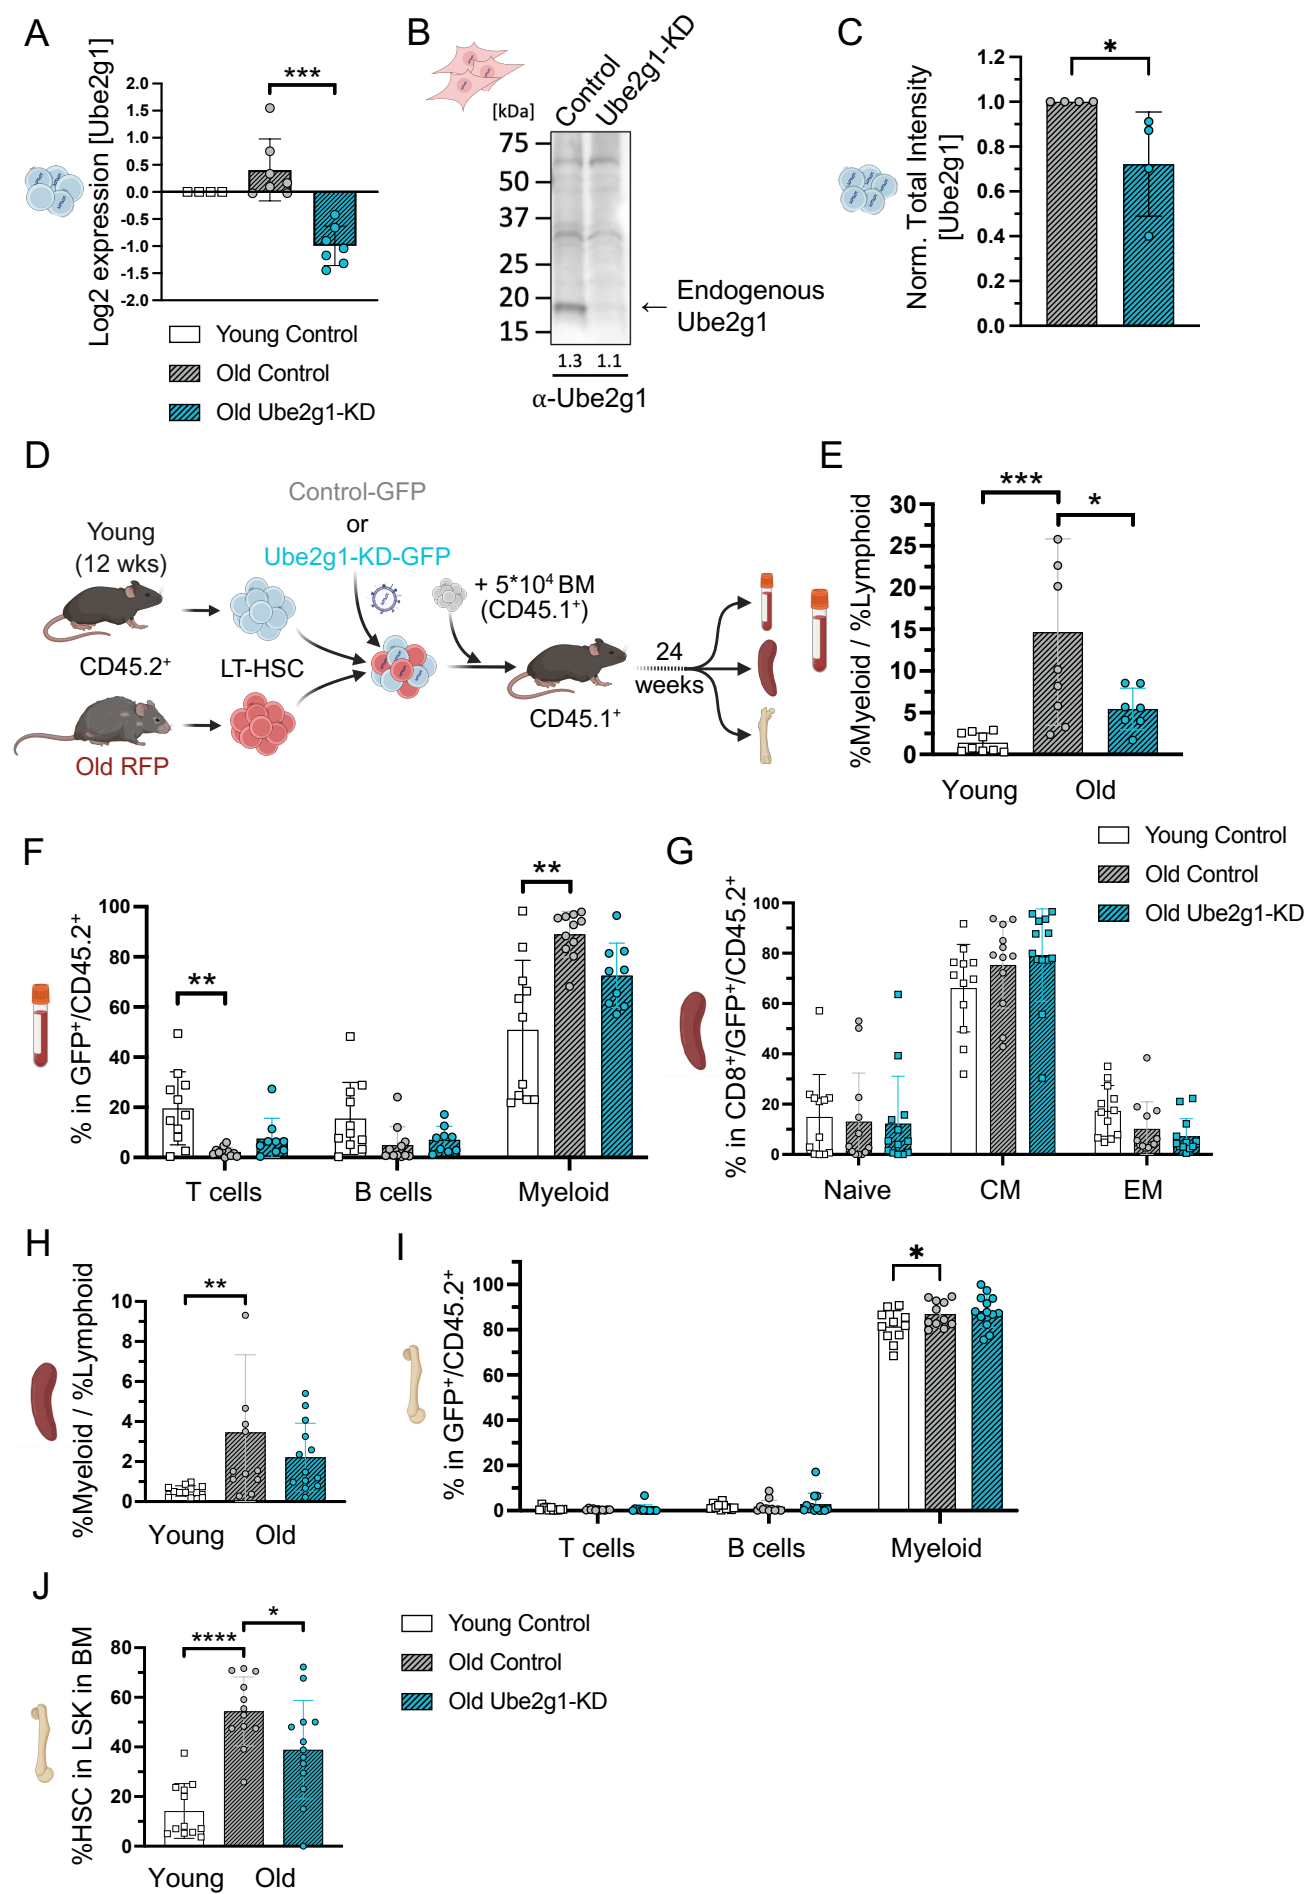 A
Log2 expression [Ube2g1]
2.0
1.5
1.0
0.5
0.0
-0.5
-1.0
-1.5
-2.0
***
Young Control
Old Control
Old Ube2g1-KD
B
Control
Ube2g1-KD
[kDa]
75
50
37
25
20
15
← Endogenous
Ube2g1
1.3 1.1
α-Ube2g1
C
Norm. Total Intensity
[Ube2g1]
1.2
1.0
0.8
0.6
0.4
0.2
0.0
*
D
Young
(12 wks)
CD45.2⁺
Old RFP
LT-HSC
Control-GFP
or
Ube2g1-KD-GFP
+ 5*10⁴ BM
(CD45.1⁺)
CD45.1⁺
24
weeks
E
%Myeloid / %Lymphoid
30
25
20
15
10
5
0
***
*
Young Old
Young Control
Old Control
Old Ube2g1-KD
F
% in GFP⁺/CD45.2⁺
100
80
60
40
20
0
**
**
T cells B cells Myeloid
G
% in CD8⁺/GFP⁺/CD45.2⁺
100
80
60
40
20
0
Naive CM EM
H
%Myeloid / %Lymphoid
10
8
6
4
2
0
**
Young Old
I
% in GFP⁺/CD45.2⁺
100
80
60
40
20
0
*
T cells B cells Myeloid
J
%HSC in LSK in BM
80
60
40
20
0
****
*
Young Old
Young Control
Old Control
Old Ube2g1-KD